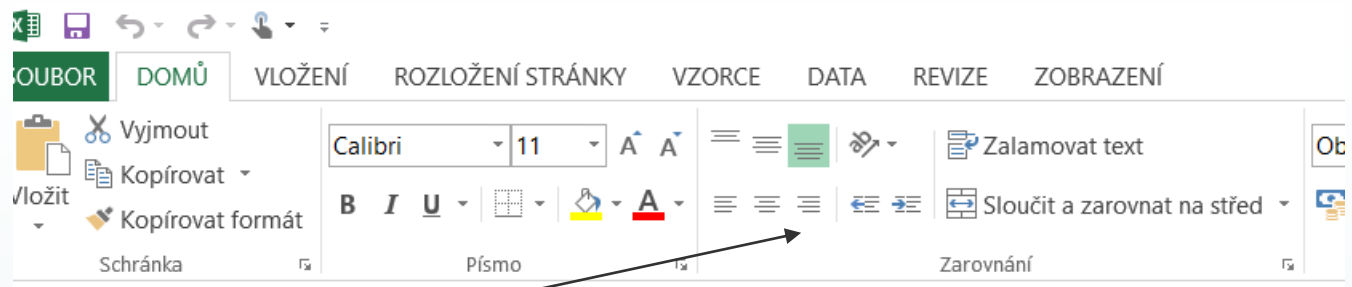 SOUBOR DOMŮ VLOŽENÍ ROZLOŽENÍ STRÁNKY VZORCE DATA REVIZE ZOBRAZENÍ
Vyjmout
Kopírovat
Vložit
Kopírovat formát
Schránka
Calibri 11 A A
B I U A
Písmo
Zalamovat text
Sloučit a zarovnat na střed
Zarovnání
Ob